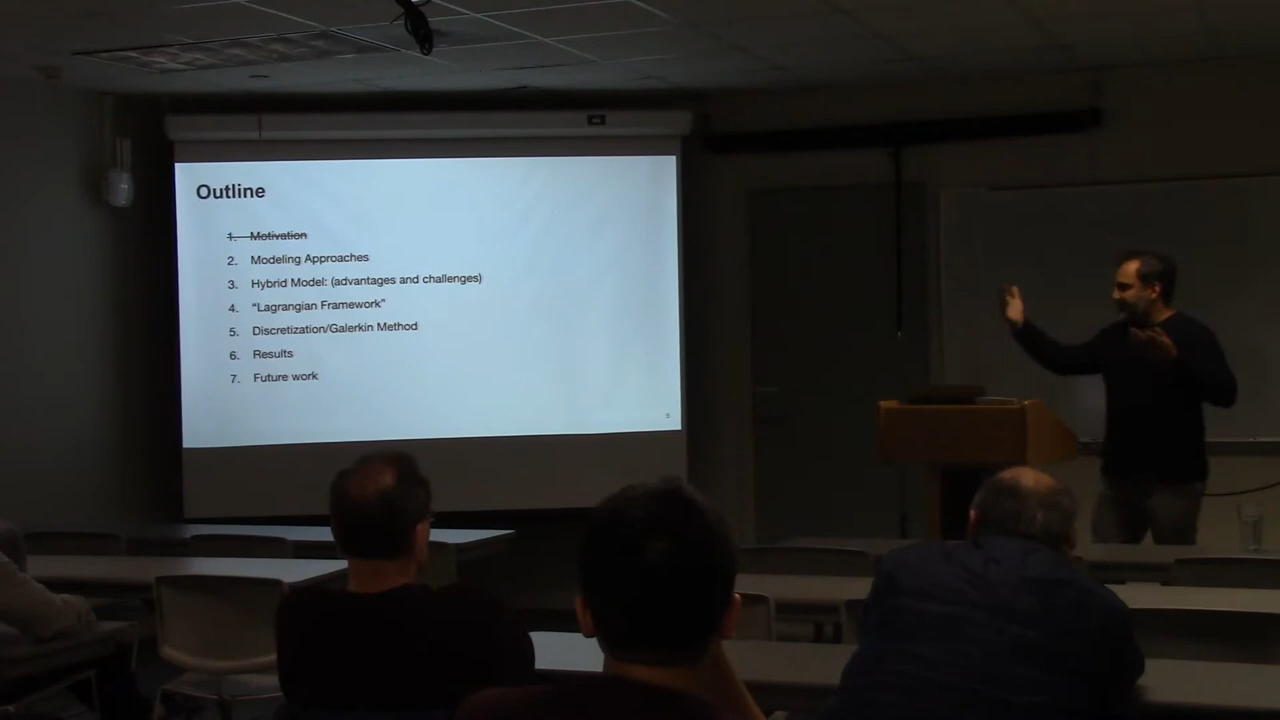 Outline
1. Motivation
2. Modeling Approaches
3. Hybrid Model: (advantages and challenges)
4. “Lagrangian Framework”
5. Discretization/Galerkin Method
6. Results
7. Future work
5